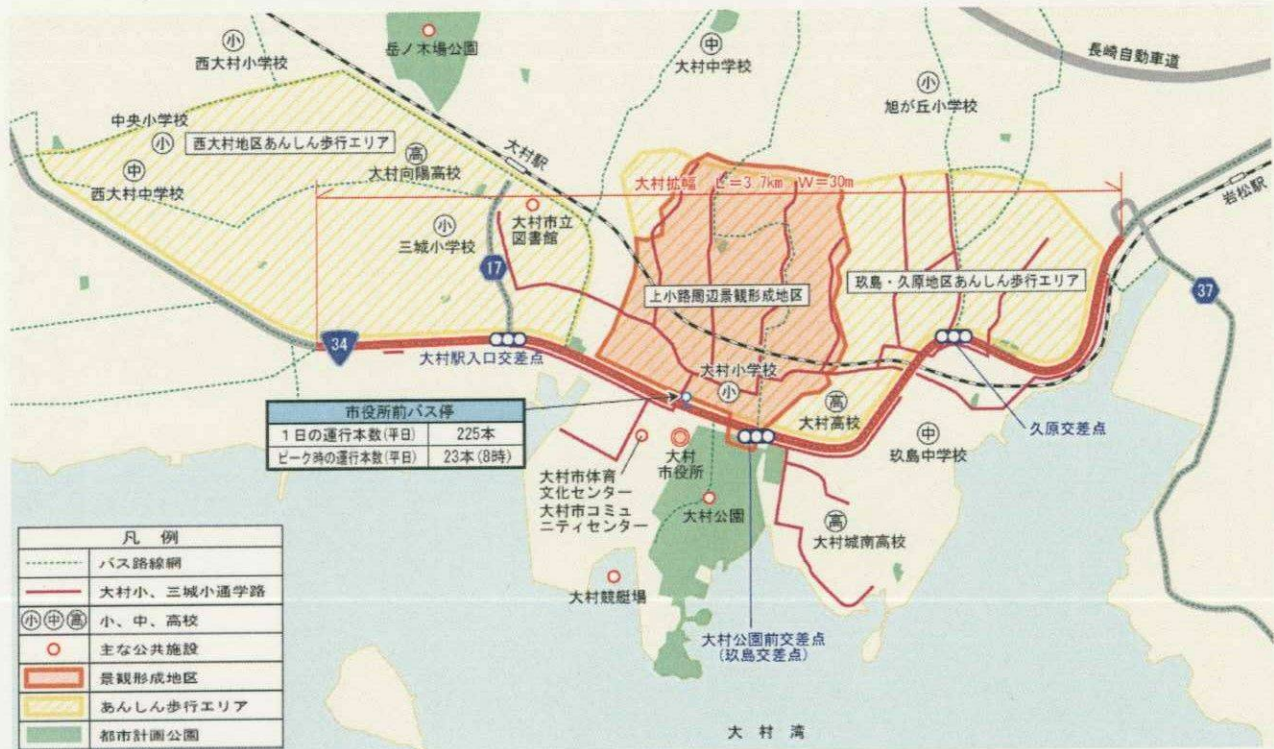 小
西大村小学校
岳ノ木場公園
中
大村中学校
長崎自動車道
小
旭が丘小学校
中央小学校
小
西大村地区あんしん歩行エリア
中
西大村中学校
高
大村向陽高校
大村駅
岩松駅
大村拡幅 L=3.7km W=30m
小
三城小学校
大村市立
図書館
17
上小路周辺景観形成地区
玖島・久原地区あんしん歩行エリア
37
34
大村駅入口交差点
大村小学校
小
高
大村高校
久原交差点
中
玖島中学校
市役所前バス停
1日の運行本数(平日) 225本
ピーク時の運行本数(平日) 23本(8時)
大村市体育
文化センター
大村市コミュ
ニティセンター
大村
市役所
大村公園
高
大村城南高校
大村競艇場
大村公園前交差点
(玖島交差点)
大村湾
凡例
バス路線網
大村小、三城小通学路
小中高 小、中、高校
主な公共施設
景観形成地区
あんしん歩行エリア
都市計画公園